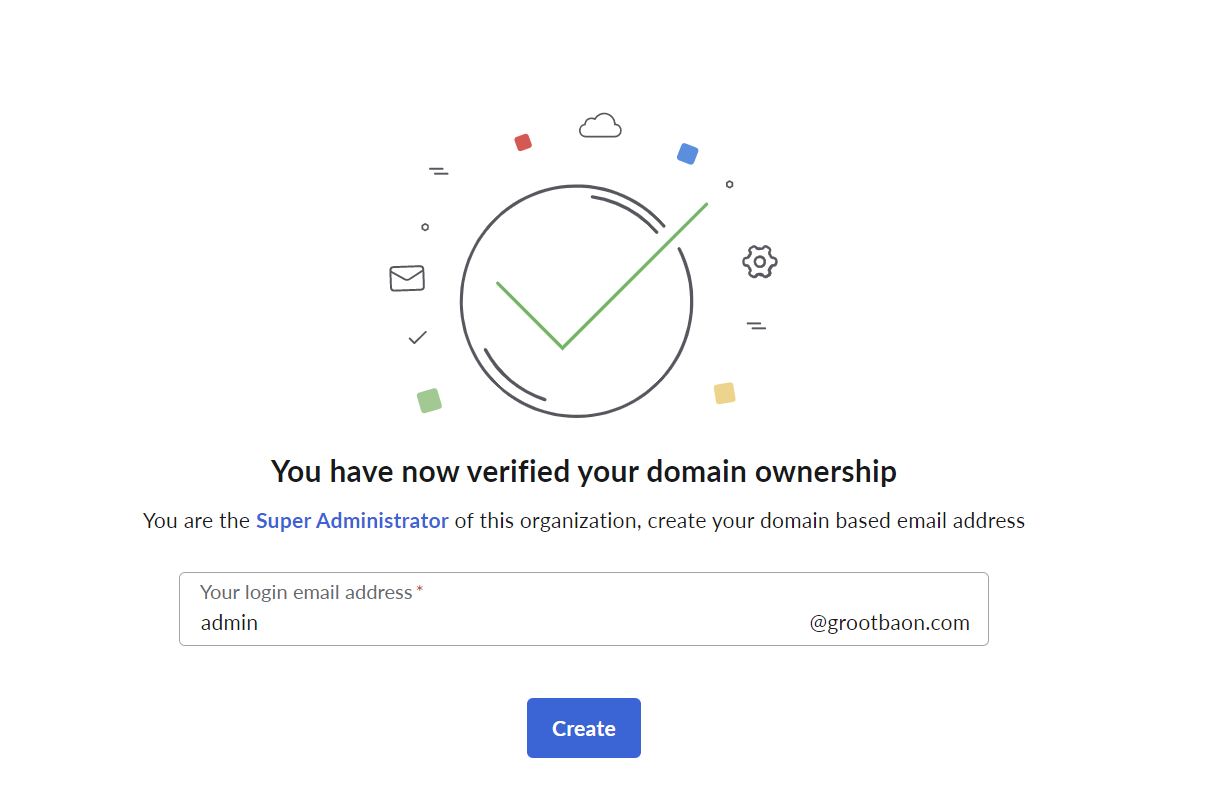 You have now verified your domain ownership
You are the Super Administrator of this organization, create your domain based email address
Your login email address *
admin @grootbaon.com
Create